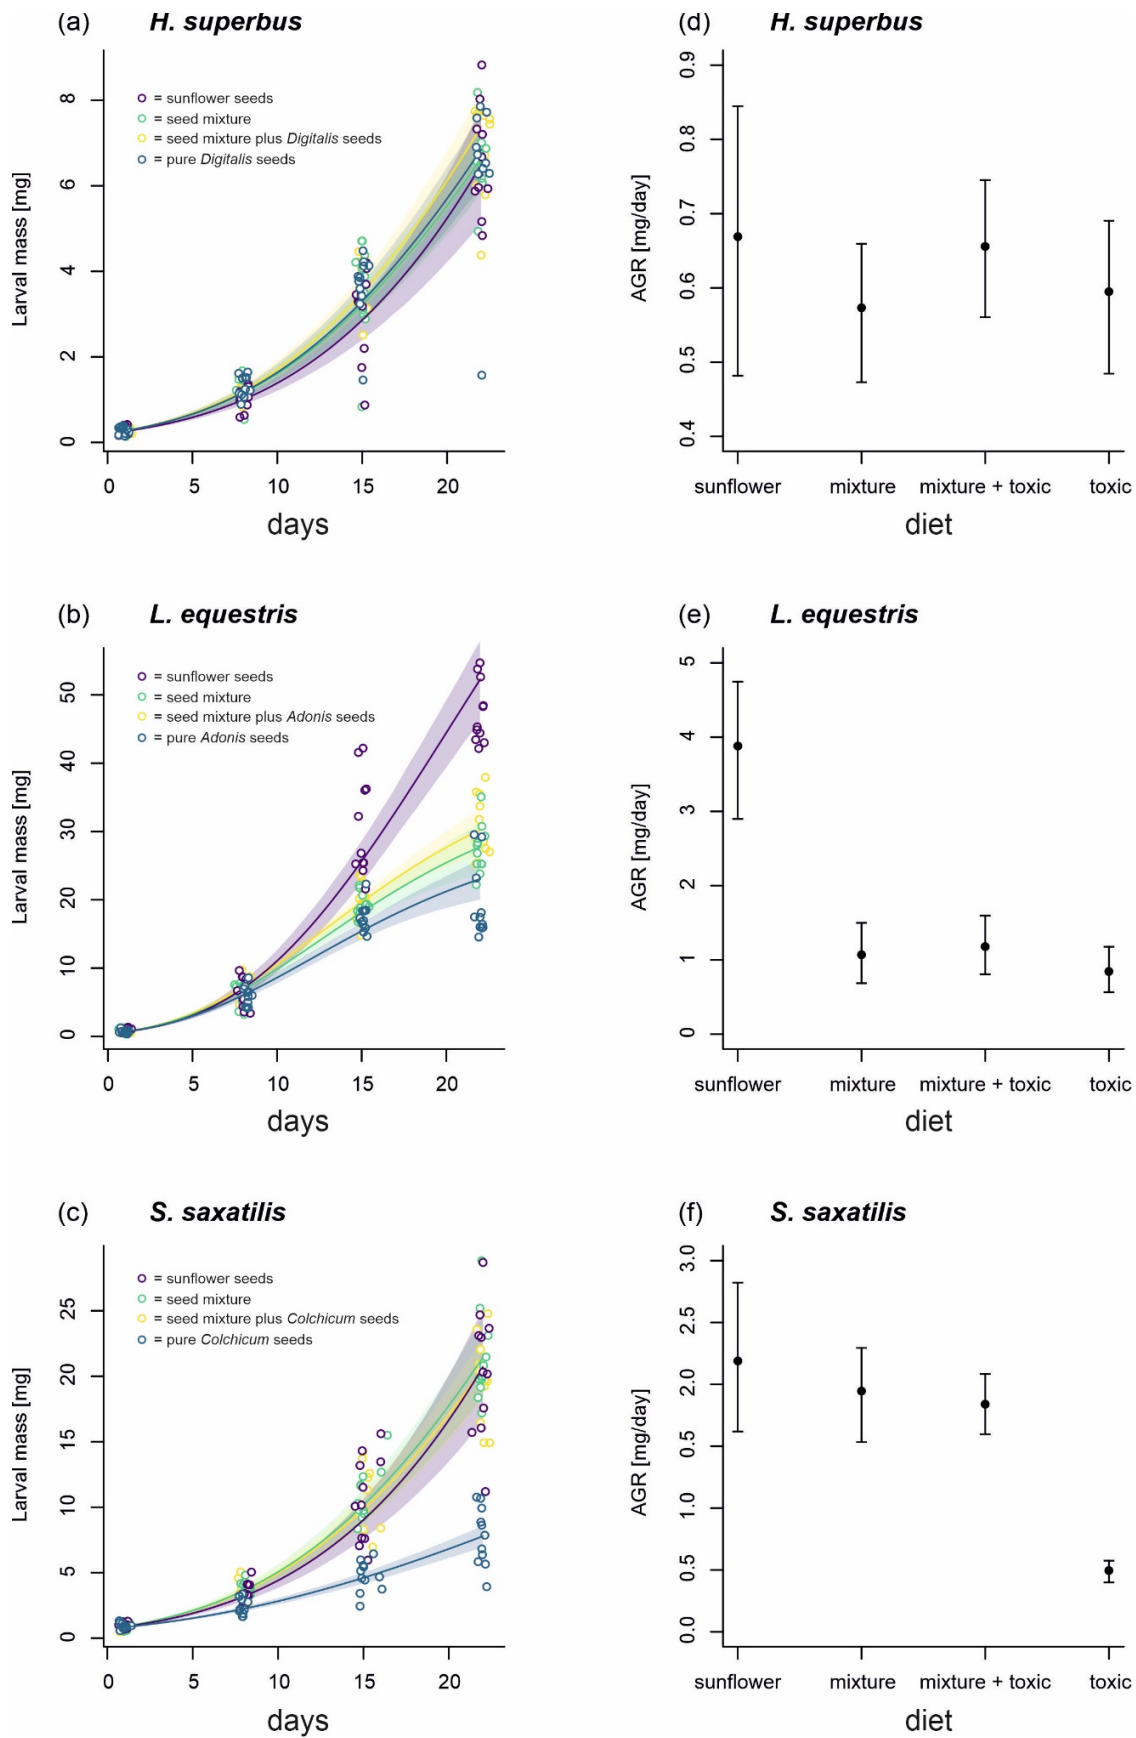 (a) H. superbus
= sunflower seeds
= seed mixture
= seed mixture plus Digitalis seeds
= pure Digitalis seeds
Larval mass [mg]
8
6
4
2
0
0 5 10 15 20
days
(d) H. superbus
AGR [mg/day]
0.9
0.8
0.7
0.6
0.5
0.4
sunflower mixture mixture + toxic toxic
diet
(b) L. equestris
= sunflower seeds
= seed mixture
= seed mixture plus Adonis seeds
= pure Adonis seeds
Larval mass [mg]
50
40
30
20
10
0
0 5 10 15 20
days
(e) L. equestris
AGR [mg/day]
5
4
3
2
1
0
sunflower mixture mixture + toxic toxic
diet
(c) S. saxatilis
= sunflower seeds
= seed mixture
= seed mixture plus Colchicum seeds
= pure Colchicum seeds
Larval mass [mg]
25
20
15
10
5
0
0 5 10 15 20
days
(f) S. saxatilis
AGR [mg/day]
3.0
2.5
2.0
0.5
1.0
0.5
0.0
sunflower mixture mixture + toxic toxic
diet